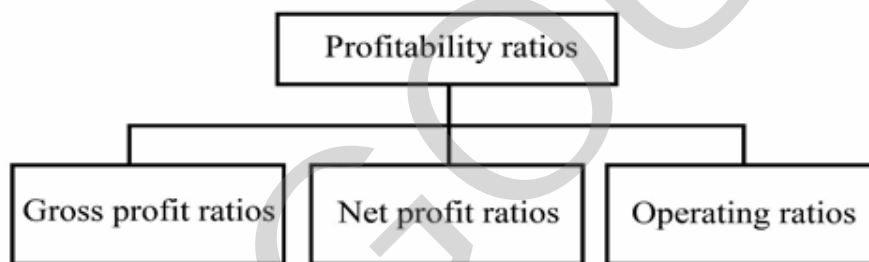 Profitability ratios
Gross profit ratios
Net profit ratios
Operating ratios